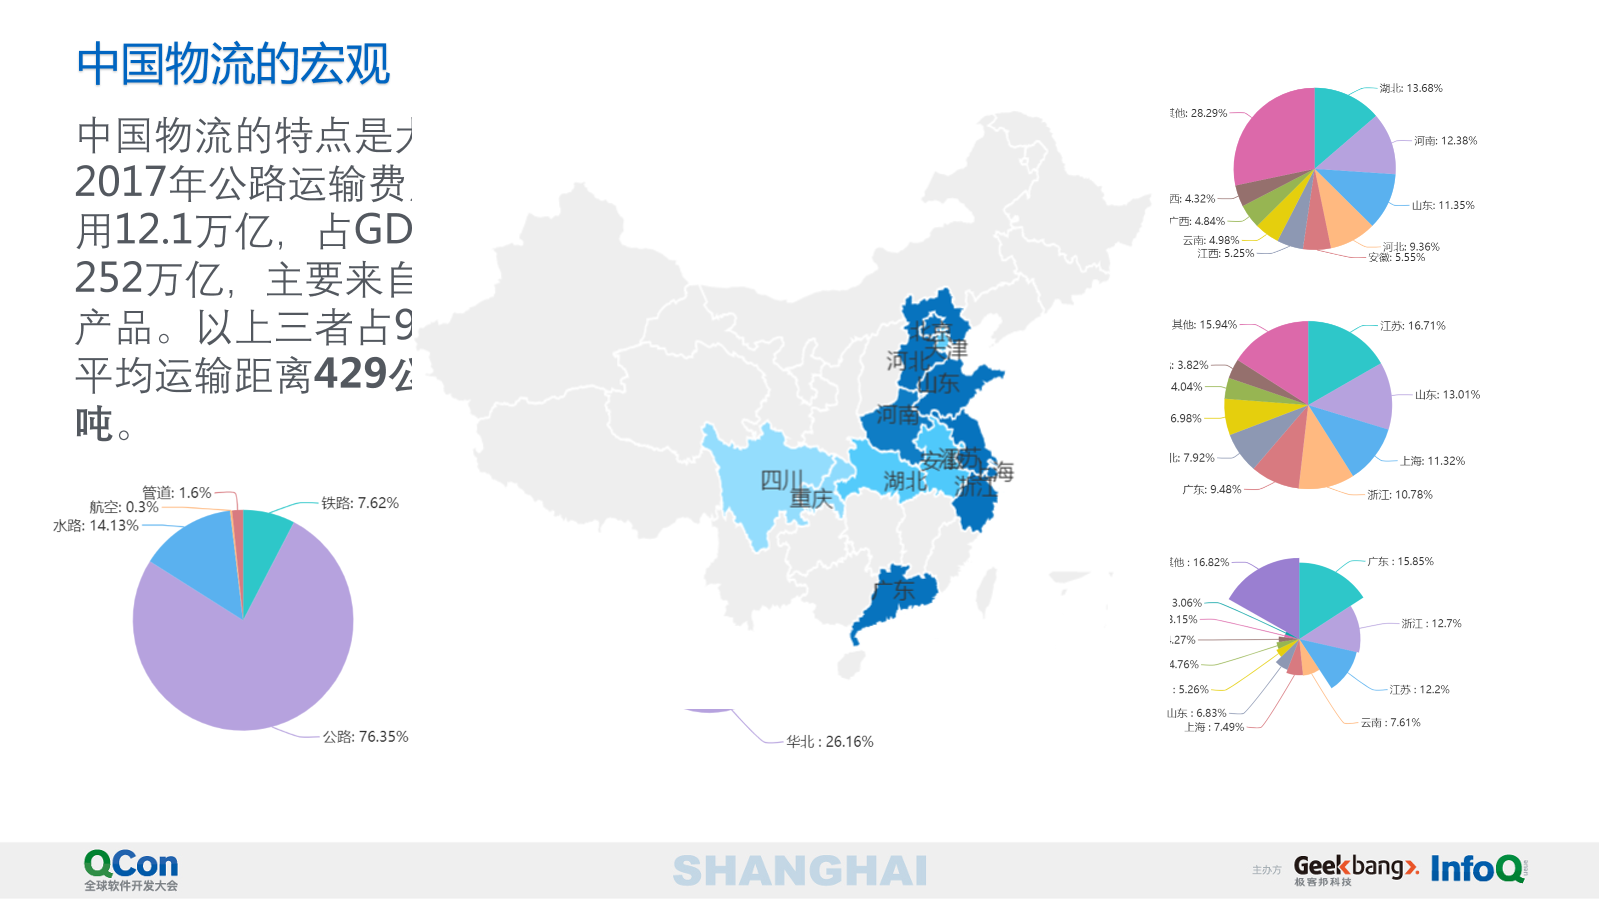 中国物流的宏观
中国物流的特点是
2017年公路运输费
用12.1万亿，占GD
252万亿，主要来自
产品。以上三者占9
平均运输距离429公
吨。
管道: 1.6%
航空: 0.3%
水路: 14.13%
铁路: 7.62%
公路: 76.35%
北京
天津
河北
山东
河南
安徽
江苏
上海
四川
重庆
湖北
浙江
广东
华北 : 26.16%
湖北: 13.68%
他: 28.29%
河南: 12.38%
西: 4.32%
山东: 11.35%
广西: 4.84%
云南: 4.98%
河北: 9.36%
江西: 5.25%
安徽: 5.55%
其他: 15.94%
江苏: 16.71%
: 3.82%
4.04%
山东: 13.01%
6.98%
北: 7.92%
上海: 11.32%
广东: 9.48%
浙江: 10.78%
他 : 16.82%
广东 : 15.85%
3.06%
3.15%
浙江 : 12.7%
.27%
4.76%
: 5.26%
江苏 : 12.2%
山东 : 6.83%
云南 : 7.61%
上海 : 7.49%
QCon
全球软件开发大会
SHANGHAI
主办方
Geekbang>.
极客邦科技
InfoQ